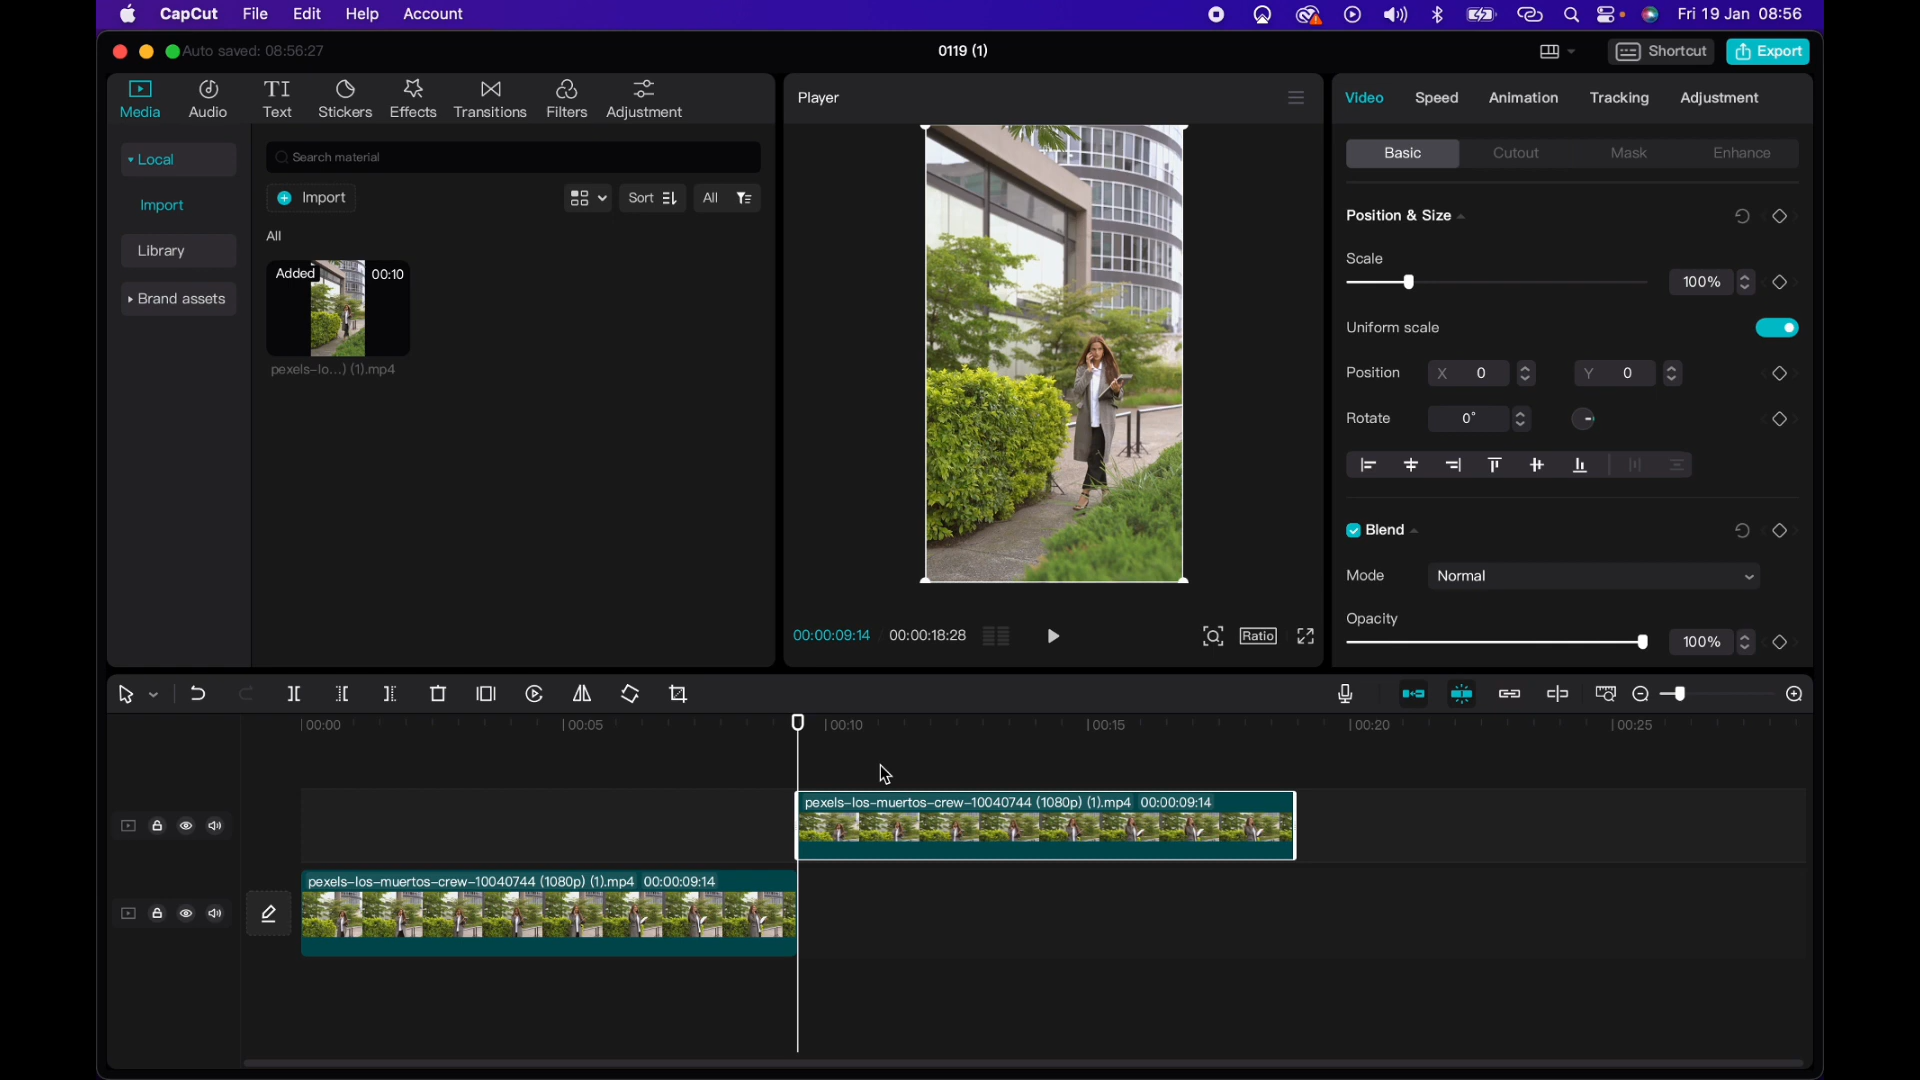 CapCut File Edit Help Account Fri 19 Jan 08:56
Auto saved: 08:56:27 0119 (1) Shortcut Export
Media Audio Text Stickers Effects Transitions Filters Adjustment
Local
Import
Library
Brand assets
Search material
Import Sort All
All
Added 00:10
pexels-lo...) (1).mp4
Player
00:00:09:14 00:00:18:28 Ratio
Video Speed Animation Tracking Adjustment
Basic Cutout Mask Enhance
Position & Size
Scale
100%
Uniform scale
Position X 0 Y 0
Rotate 0°
Blend
Mode Normal
Opacity
100%
00:00 00:05 00:10 00:15 00:20 00:25
pexels-los-muertos-crew-10040744 (1080p) (1).mp4 00:00:09:14
pexels-los-muertos-crew-10040744 (1080p) (1).mp4 00:00:09:14